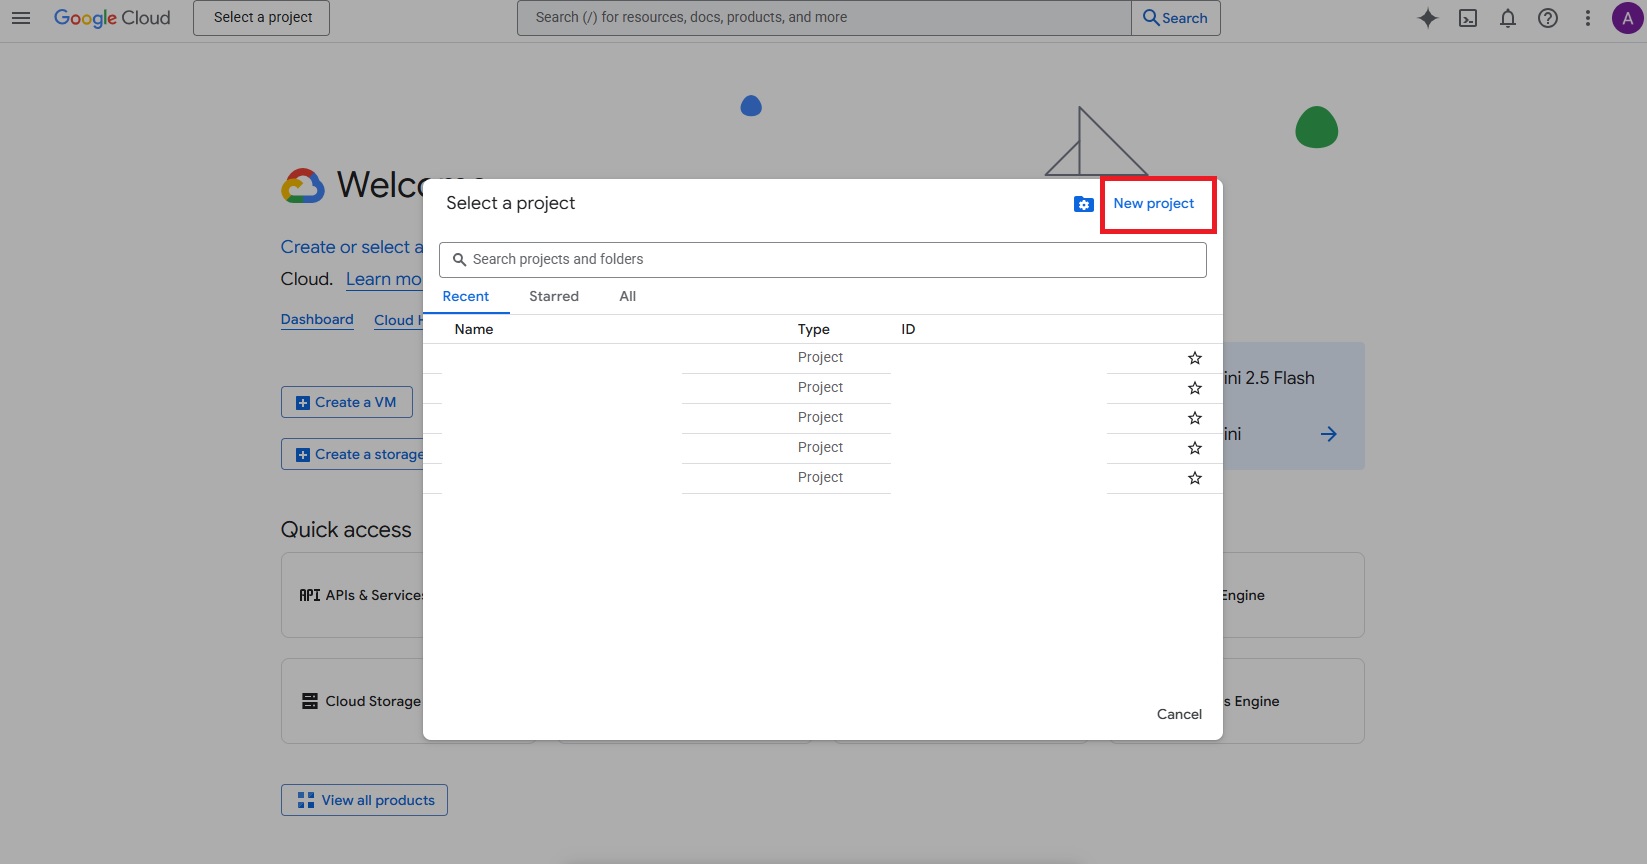 Google Cloud
Select a project
Search (/) for resources, docs, products, and more
Search
A
Welco
Create or select a
Cloud. Learn mo
Dashboard Cloud H
Create a VM
Create a storage
Select a project
New project
Search projects and folders
Recent Starred All
Name Type ID
Project
Project
Project
Project
Project
Cancel
ini 2.5 Flash
ini
Quick access
API APIs & Services
Engine
Cloud Storage
s Engine
View all products